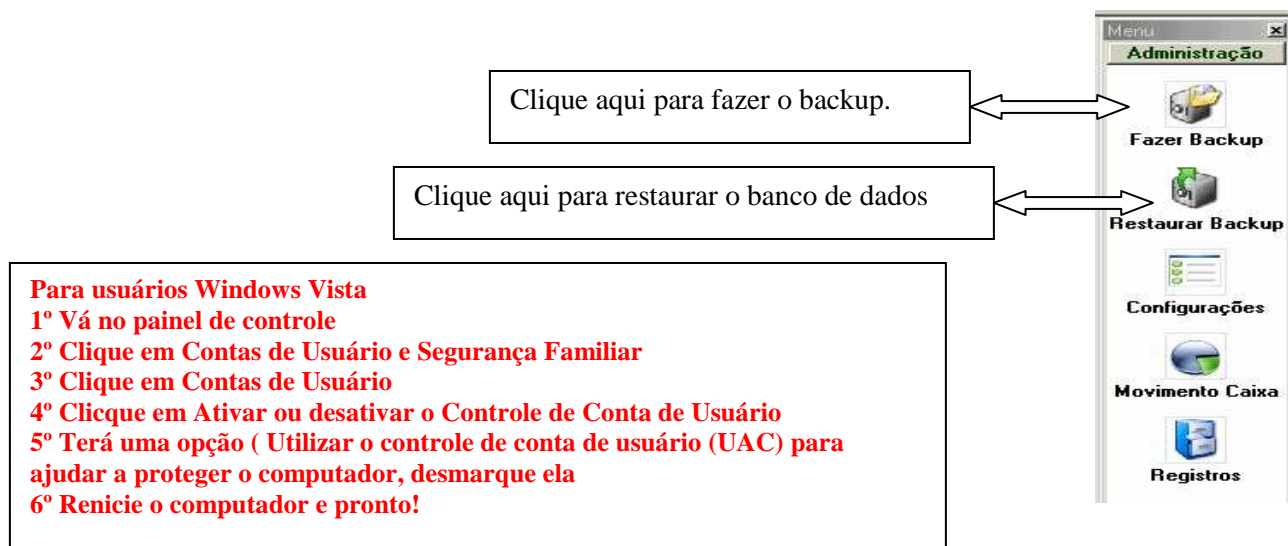 Menu
Administração
Clique aqui para fazer o backup.
Fazer Backup
Clique aqui para restaurar o banco de dados
Restaurar Backup
Para usuários Windows Vista
1º Vá no painel de controle
2º Clique em Contas de Usuário e Segurança Familiar
3º Clique em Contas de Usuário
4º Clicque em Ativar ou desativar o Controle de Conta de Usuário
5º Terá uma opção ( Utilizar o controle de conta de usuário (UAC) para
ajudar a proteger o computador, desmarque ela
6º Renicie o computador e pronto!
Configurações
Movimento Caixa
Registros